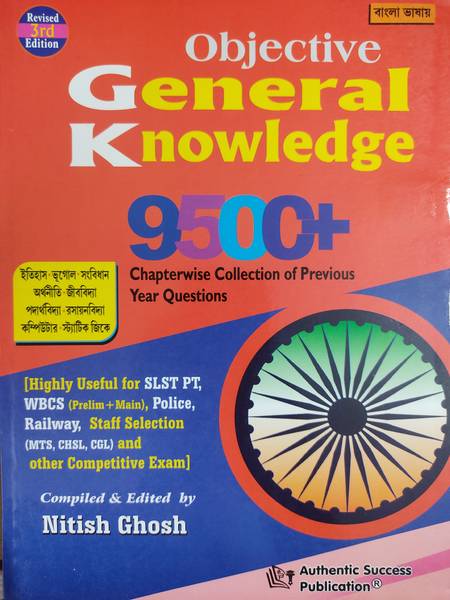 Revised
3rd
Edition
বাংলা ভাষায়
Objective
General
Knowledge
9500+
Chapterwise Collection of Previous
Year Questions
ইতিহাস · ভূগোল · সংবিধান
অর্থনীতি · জীববিদ্যা
পদার্থবিদ্যা · রসায়নবিদ্যা
কম্পিউটার · স্ট্যাটিক জিকে
[Highly Useful for SLST PT,
WBCS (Prelim+Main), Police,
Railway, Staff Selection
(MTS, CHSL, CGL) and
other Competitive Exam]
Compiled & Edited by
Nitish Ghosh
Authentic Success
Publication®